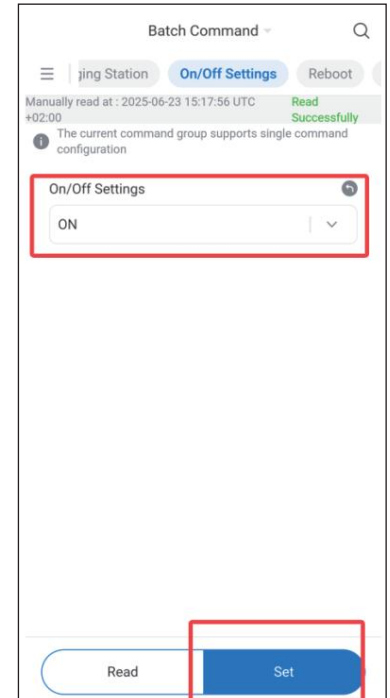 Batch Command
ging Station On/Off Settings Reboot
Manually read at : 2025-06-23 15:17:56 UTC Read
+02:00 Successfully
The current command group supports single command
configuration
On/Off Settings
ON
Read Set